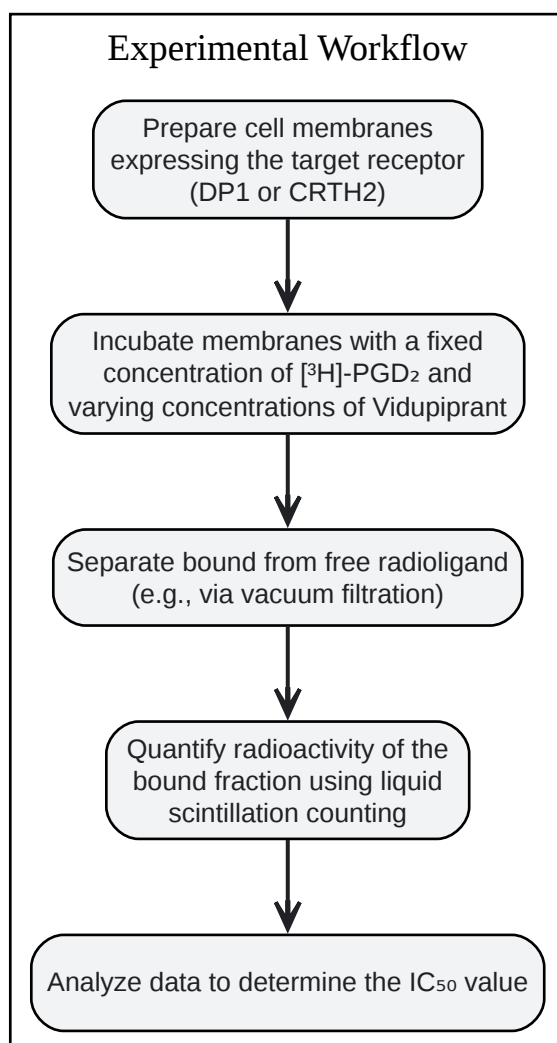 Experimental Workflow
Prepare cell membranes
expressing the target receptor
(DP1 or CRTH2)
Incubate membranes with a fixed
concentration of [³H]-PGD₂ and
varying concentrations of Vidupiprant
Separate bound from free radioligand
(e.g., via vacuum filtration)
Quantify radioactivity of the
bound fraction using liquid
scintillation counting
Analyze data to determine the IC₅₀ value